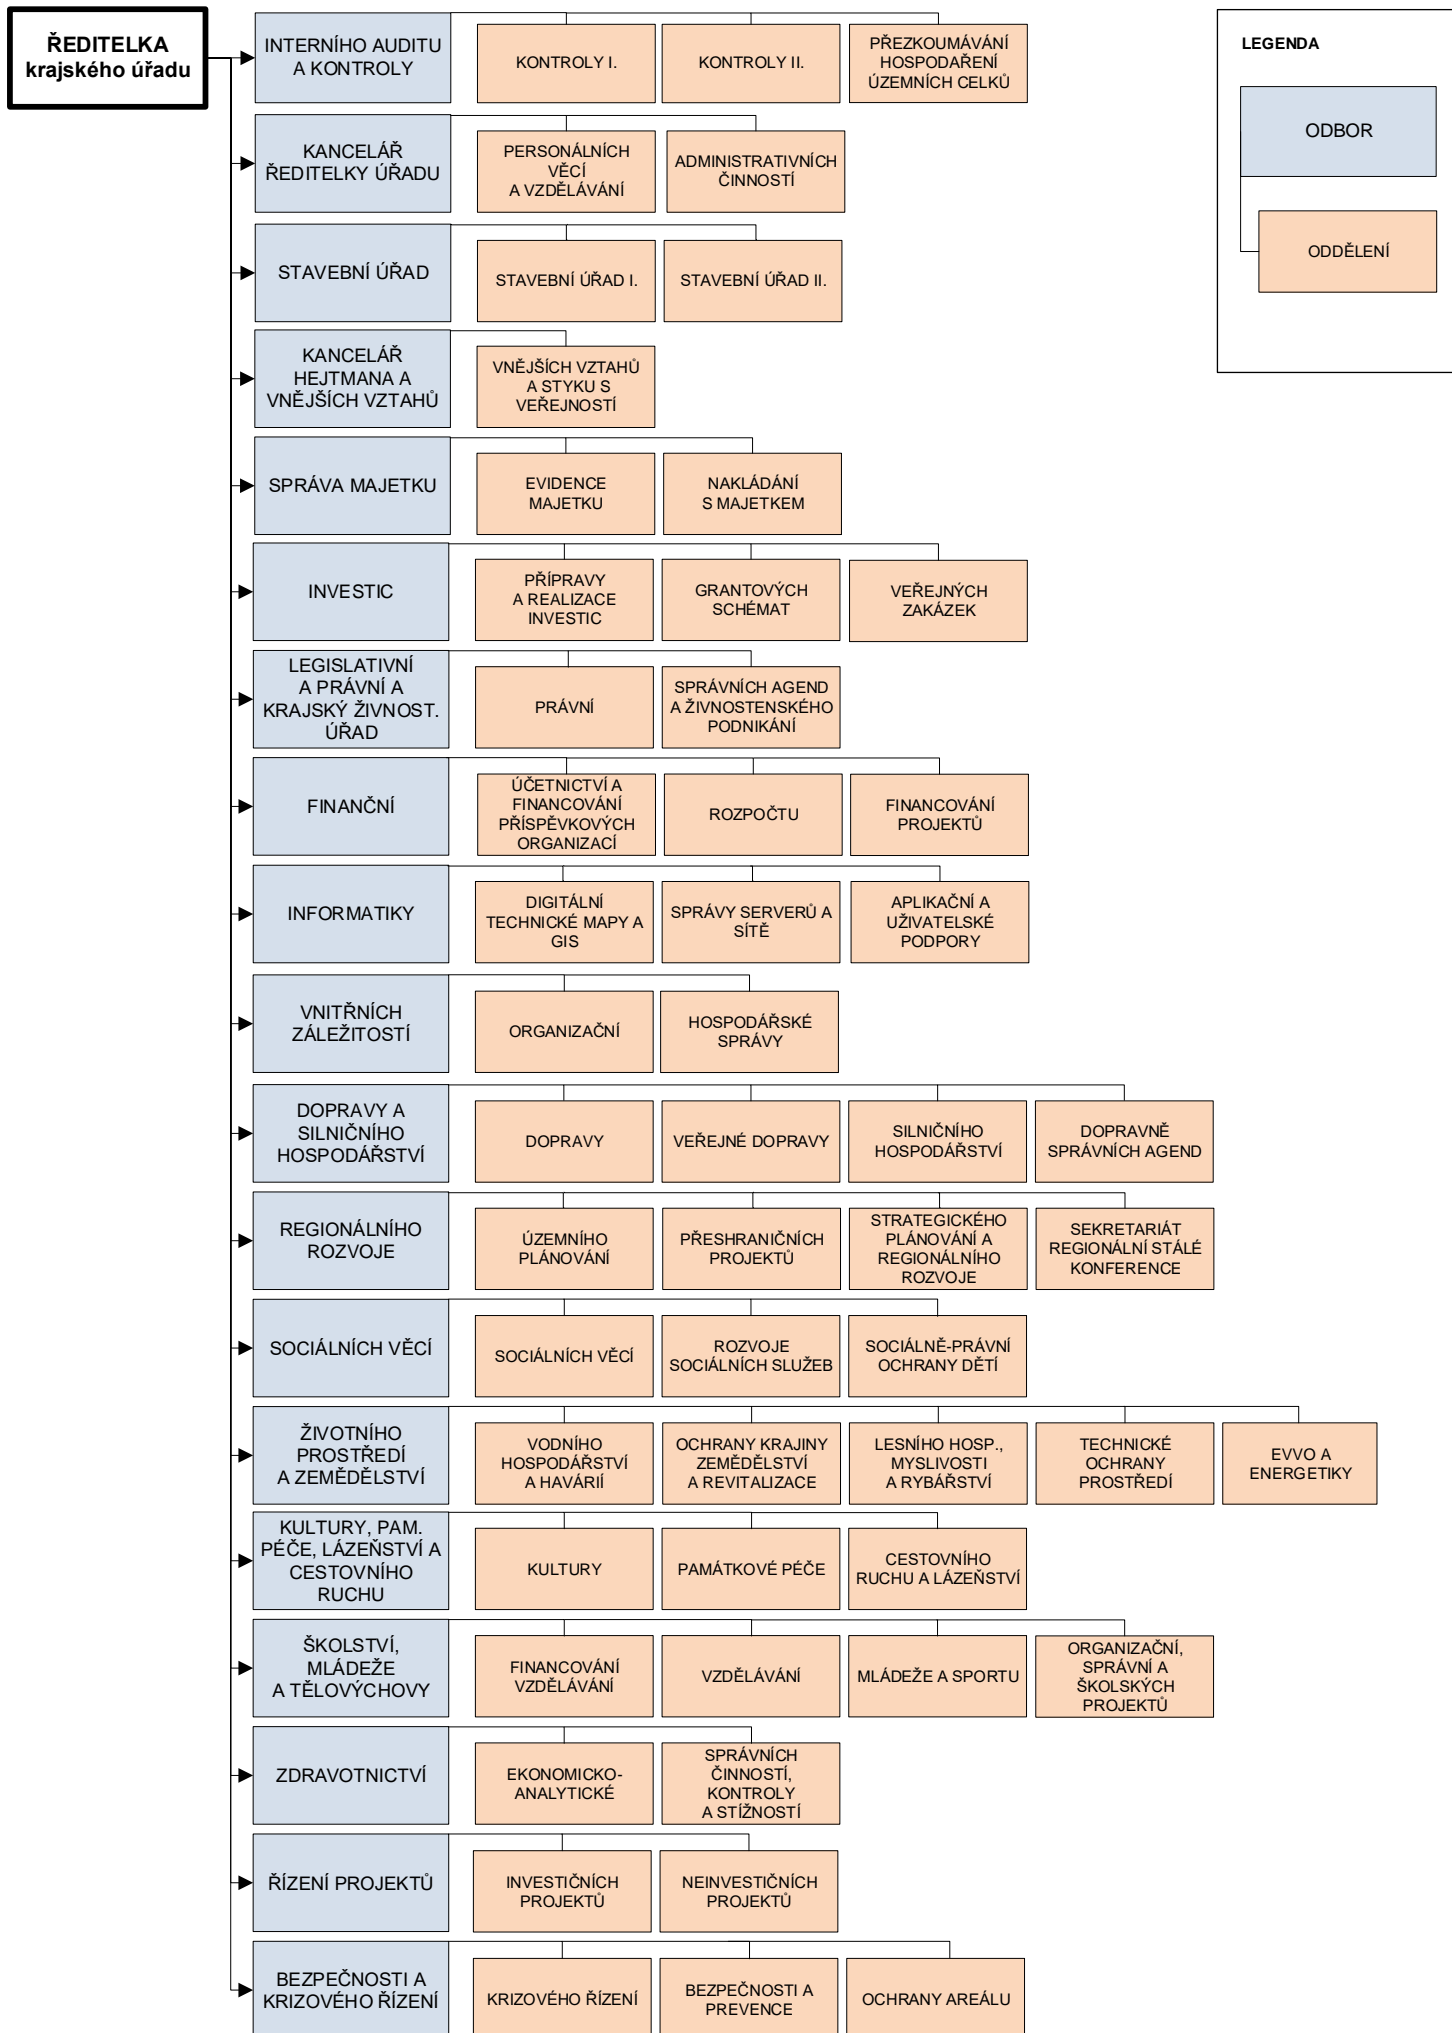 ŘEDITELKA
krajského úřadu
INTERNÍHO AUDITU
A KONTROLY
KONTROLY I.
KONTROLY II.
PŘEZKOUMÁVÁNÍ
HOSPODAŘENÍ
ÚZEMNÍCH CELKŮ
LEGENDA
ODBOR
ODDĚLENÍ
KANCELÁŘ
ŘEDITELKY ÚŘADU
PERSONÁLNÍCH
VĚCÍ
A VZDĚLÁVÁNÍ
ADMINISTRATIVNÍCH
ČINNOSTÍ
STAVEBNÍ ÚŘAD
STAVEBNÍ ÚŘAD I.
STAVEBNÍ ÚŘAD II.
KANCELÁŘ
HEJTMANA A
VNĚJŠÍCH VZTAHŮ
VNĚJŠÍCH VZTAHŮ
A STYKU S
VEŘEJNOSTÍ
SPRÁVA MAJETKU
EVIDENCE
MAJETKU
NAKLÁDÁNÍ
S MAJETKEM
INVESTIC
PŘÍPRAVY
A REALIZACE
INVESTIC
GRANTOVÝCH
SCHÉMAT
VEŘEJNÝCH
ZAKÁZEK
LEGISLATIVNÍ
A PRÁVNÍ A
KRAJSKÝ ŽIVNOST.
ÚŘAD
PRÁVNÍ
SPRÁVNÍCH AGEND
A ŽIVNOSTENSKÉHO
PODNIKÁNÍ
FINANČNÍ
ÚČETNICTVÍ A
FINANCOVÁNÍ
PŘÍSPĚVKOVÝCH
ORGANIZACÍ
ROZPOČTU
FINANCOVÁNÍ
PROJEKTŮ
INFORMATIKY
DIGITÁLNÍ
TECHNICKÉ MAPY A
GIS
SPRÁVY SERVERŮ A
SÍTĚ
APLIKAČNÍ A
UŽIVATELSKÉ
PODPORY
VNITŘNÍCH
ZÁLEŽITOSTÍ
ORGANIZAČNÍ
HOSPODÁŘSKÉ
SPRÁVY
DOPRAVY A
SILNIČNÍHO
HOSPODÁŘSTVÍ
DOPRAVY
VEŘEJNÉ DOPRAVY
SILNIČNÍHO
HOSPODÁŘSTVÍ
DOPRAVNĚ
SPRÁVNÍCH AGEND
REGIONÁLNÍHO
ROZVOJE
ÚZEMNÍHO
PLÁNOVÁNÍ
PŘESHRANIČNÍCH
PROJEKTŮ
STRATEGICKÉHO
PLÁNOVÁNÍ A
REGIONÁLNÍHO
ROZVOJE
SEKRETARIÁT
REGIONÁLNÍ STÁLÉ
KONFERENCE
SOCIÁLNÍCH VĚCÍ
SOCIÁLNÍCH VĚCÍ
ROZVOJE
SOCIÁLNÍCH SLUŽEB
SOCIÁLNĚ-PRÁVNÍ
OCHRANY DĚTÍ
ŽIVOTNÍHO
PROSTŘEDÍ
A ZEMĚDĚLSTVÍ
VODNÍHO
HOSPODÁŘSTVÍ
A HAVÁRIÍ
OCHRANY KRAJINY
ZEMĚDĚLSTVÍ
A REVITALIZACE
LESNÍHO HOSP.,
MYSLIVOSTI
A RYBÁŘSTVÍ
TECHNICKÉ
OCHRANY
PROSTŘEDÍ
EVVO A
ENERGETIKY
KULTURY, PAM.
PÉČE, LÁZEŇSTVÍ A
CESTOVNÍHO
RUCHU
KULTURY
PAMÁTKOVÉ PÉČE
CESTOVNÍHO
RUCHU A LÁZEŇSTVÍ
ŠKOLSTVÍ,
MLÁDEŽE
A TĚLOVÝCHOVY
FINANCOVÁNÍ
VZDĚLÁVÁNÍ
VZDĚLÁVÁNÍ
MLÁDEŽE A SPORTU
ORGANIZAČNÍ,
SPRÁVNÍ A
ŠKOLSKÝCH
PROJEKTŮ
ZDRAVOTNICTVÍ
EKONOMICKO-
ANALYTICKÉ
SPRÁVNÍCH
ČINNOSTÍ,
KONTROLY
A STÍŽNOSTÍ
ŘÍZENÍ PROJEKTŮ
INVESTIČNÍCH
PROJEKTŮ
NEINVESTIČNÍCH
PROJEKTŮ
BEZPEČNOSTI A
KRIZOVÉHO ŘÍZENÍ
KRIZOVÉHO ŘÍZENÍ
BEZPEČNOSTI A
PREVENCE
OCHRANY AREÁLU